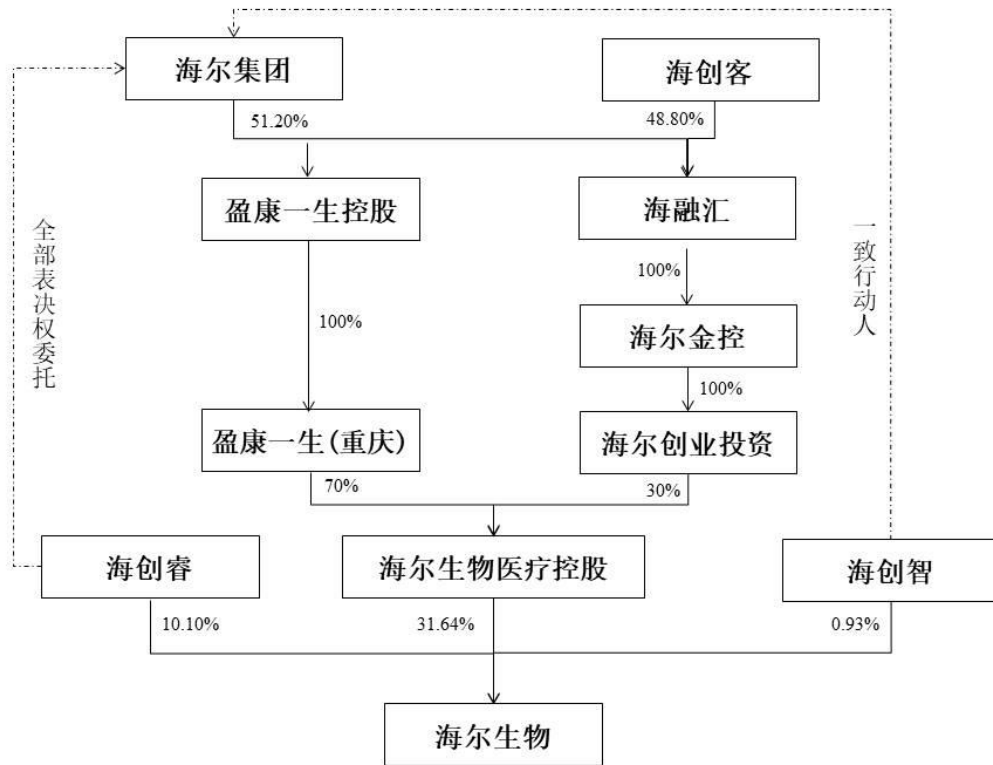 海尔集团
海创客
51.20%
48.80%
盈康一生控股
海融汇
全部表决权委托
一致行动人
100%
100%
海尔金控
100%
盈康一生(重庆)
海尔创业投资
70%
30%
海创睿
海尔生物医疗控股
海创智
10.10%
31.64%
0.93%
海尔生物